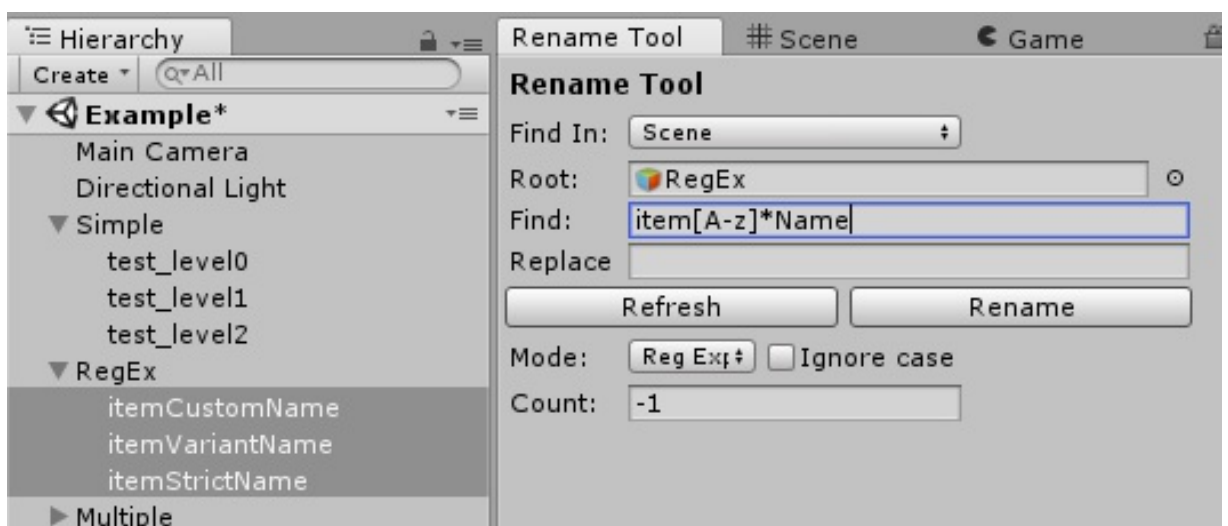 Hierarchy
Create All
Example*
Main Camera
Directional Light
Simple
test_level0
test_level1
test_level2
RegEx
itemCustomName
itemVariantName
itemStrictName
Multiple
Rename Tool Scene Game
Rename Tool
Find In: Scene
Root: RegEx
Find: item[A-z]*Name
Replace
Refresh Rename
Mode: Reg Exp Ignore case
Count: -1